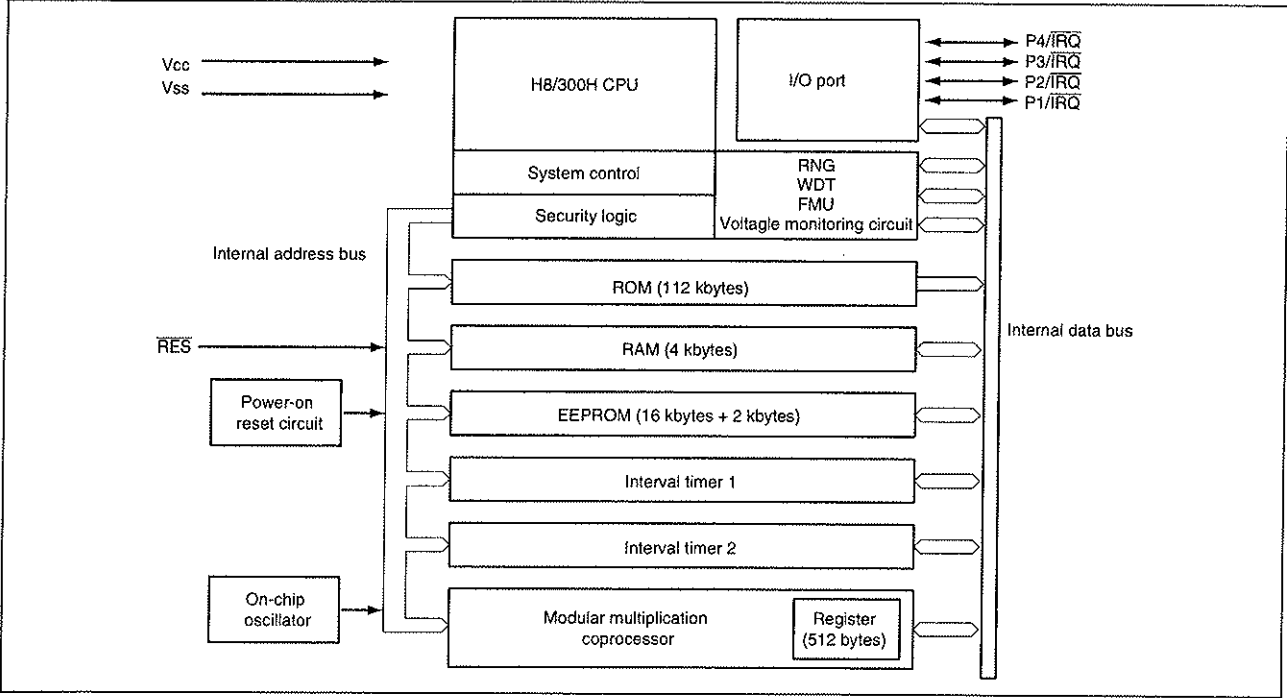 Vcc
Vss
H8/300H CPU
I/O port
P4/IRQ
P3/IRQ
P2/IRQ
P1/IRQ
System control
Security logic
RNG
WDT
FMU
Voltagle monitoring circuit
Internal address bus
ROM (112 kbytes)
RES
RAM (4 kbytes)
Internal data bus
Power-on
reset circuit
EEPROM (16 kbytes + 2 kbytes)
Interval timer 1
Interval timer 2
On-chip
oscillator
Modular multiplication
coprocessor
Register
(512 bytes)